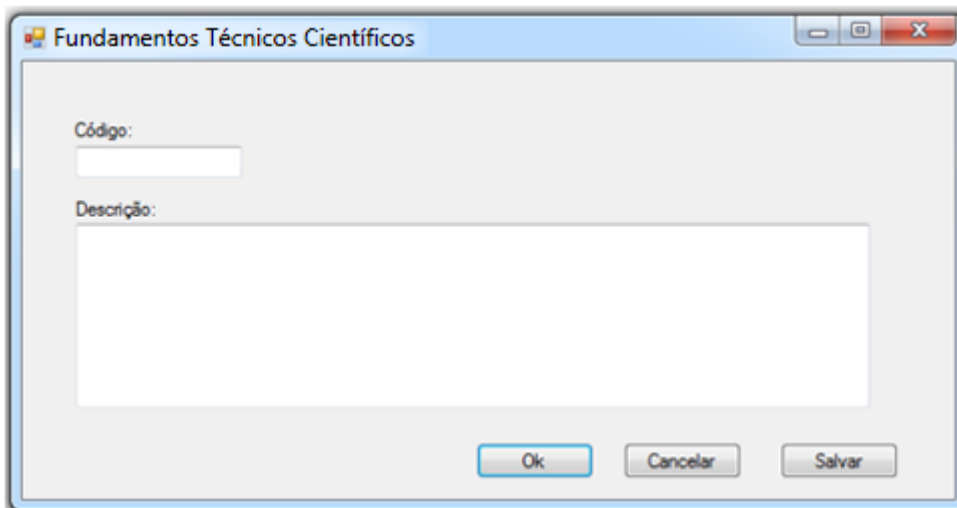 Fundamentos Técnicos Científicos
Código:
Descrição:
Ok Cancelar Salvar